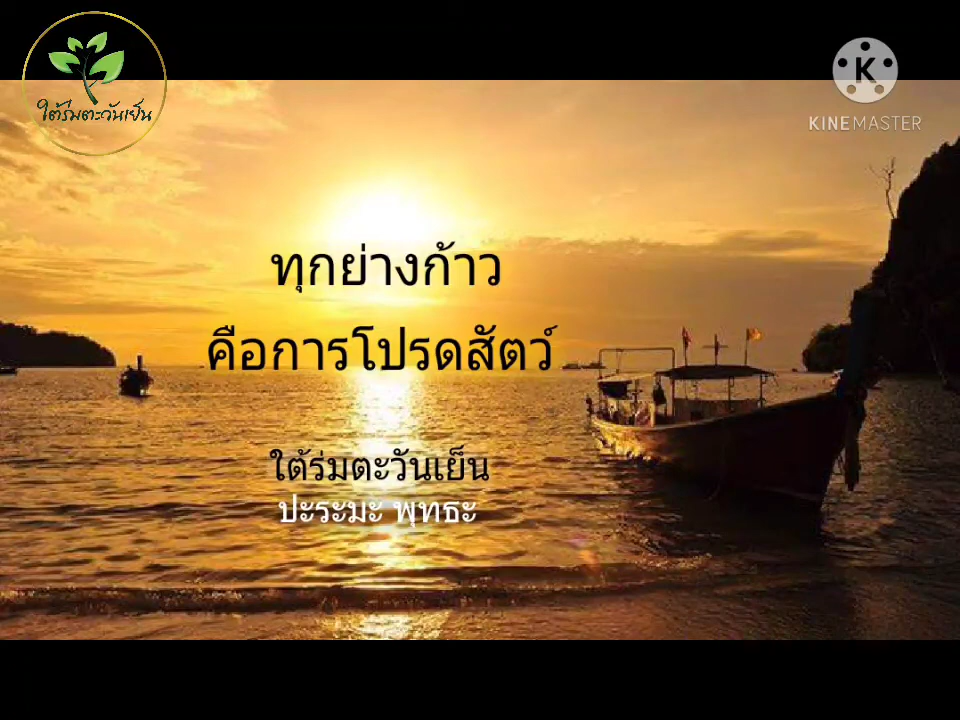 ใต้ร่มตะวันเย็น
KINEMASTER
ทุกย่างก้าว
คือการโปรดสัตว์
ใต้ร่มตะวันเย็น
ปะระมะ พุทธะ